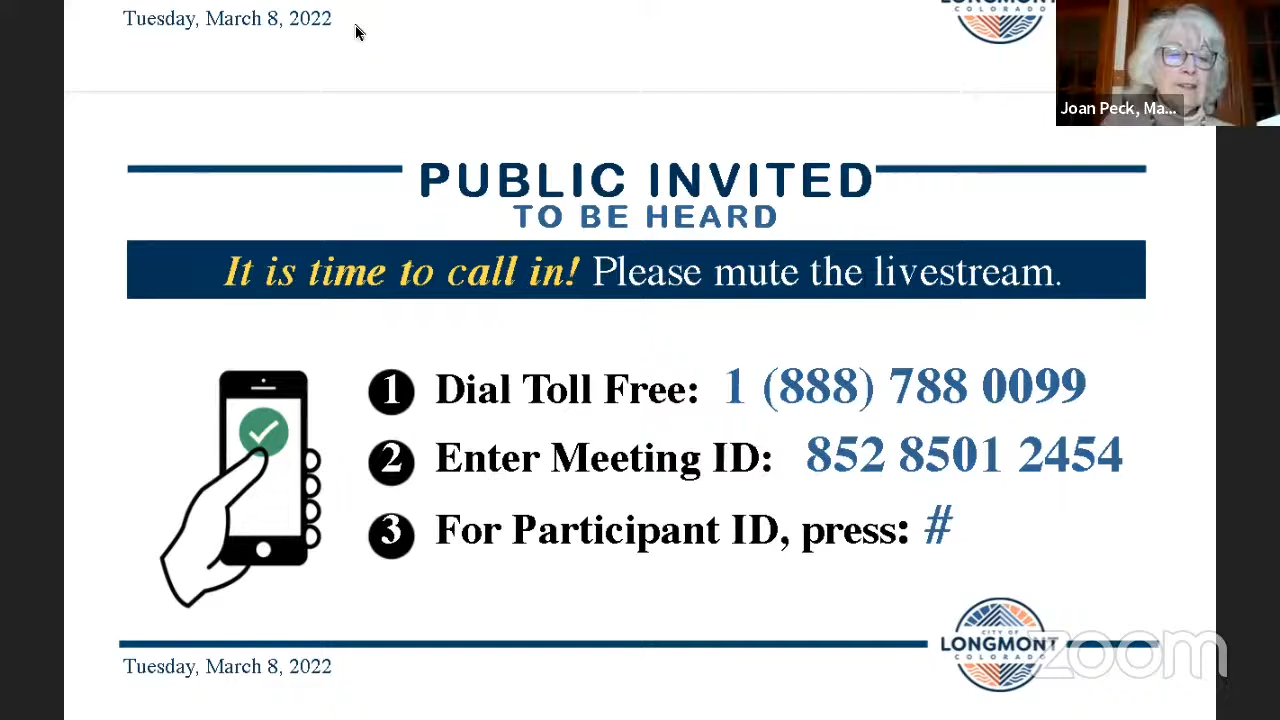 Tuesday, March 8, 2022
LONGMONT
COLORADO
Joan Peck, Ma...
PUBLIC INVITED
TO BE HEARD
It is time to call in! Please mute the livestream.
1 Dial Toll Free: 1 (888) 788 0099
2 Enter Meeting ID: 852 8501 2454
3 For Participant ID, press: #
CITY OF
LONGMONT
COLORADO
zoom
Tuesday, March 8, 2022